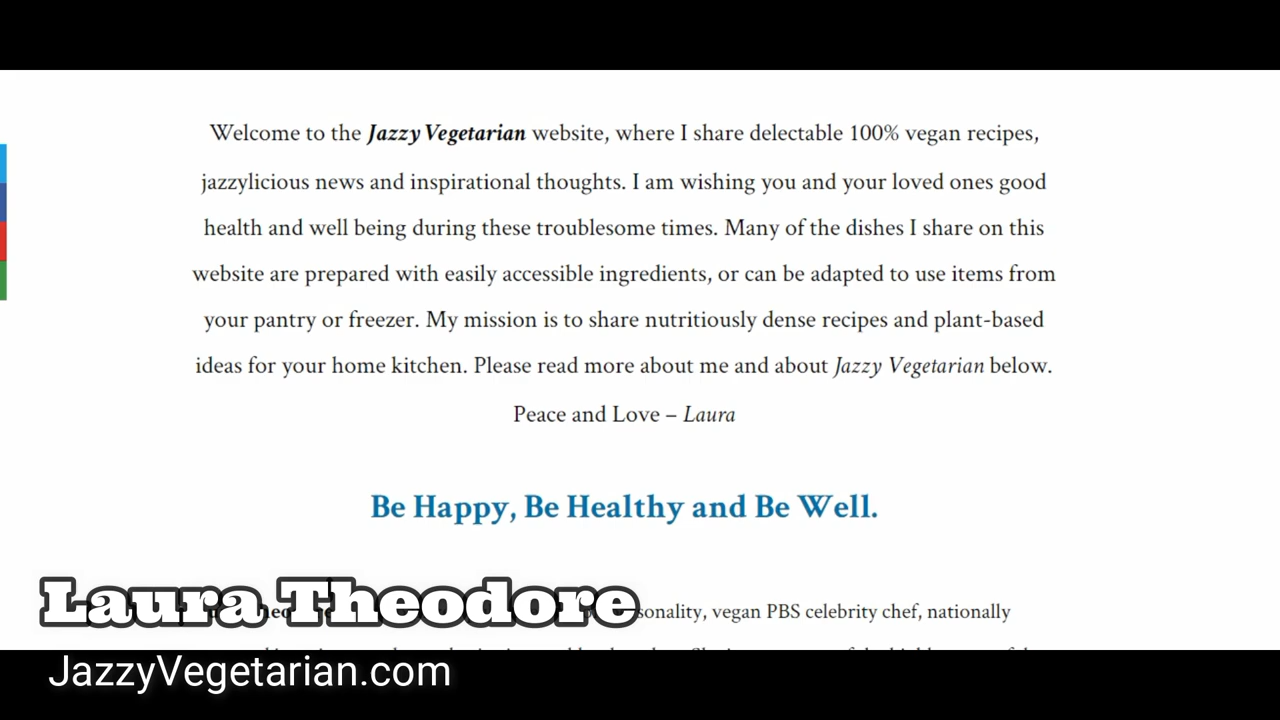 Welcome to the Jazzy Vegetarian website, where I share delectable 100% vegan recipes,
jazzylicious news and inspirational thoughts. I am wishing you and your loved ones good
health and well being during these troublesome times. Many of the dishes I share on this
website are prepared with easily accessible ingredients, or can be adapted to use items from
your pantry or freezer. My mission is to share nutritiously dense recipes and plant-based
ideas for your home kitchen. Please read more about me and about Jazzy Vegetarian below.
Peace and Love – Laura
Be Happy, Be Healthy and Be Well.
Laura Theodore
vegan PBS celebrity chef, nationally
JazzyVegetarian.com